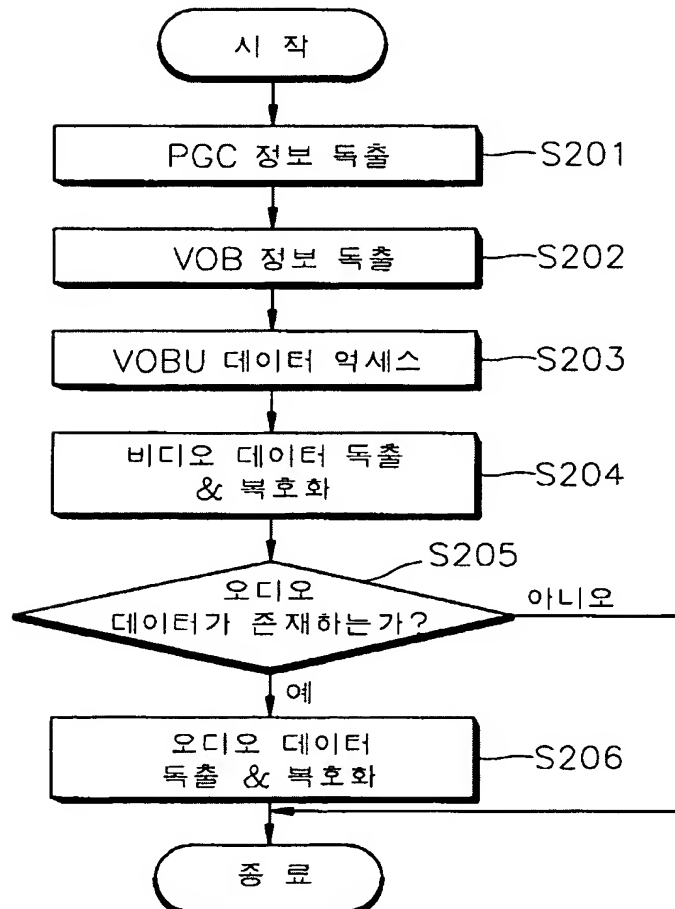 시 작
PGC 정보 독출
S201
VOB 정보 독출
S202
VOBU 데이터 억세스
S203
비디오 데이터 독출
& 복호화
S204
S205
오디오
데이터가 존재하는가?
아니오
예
오디오 데이터
독출 & 복호화
S206
종 료